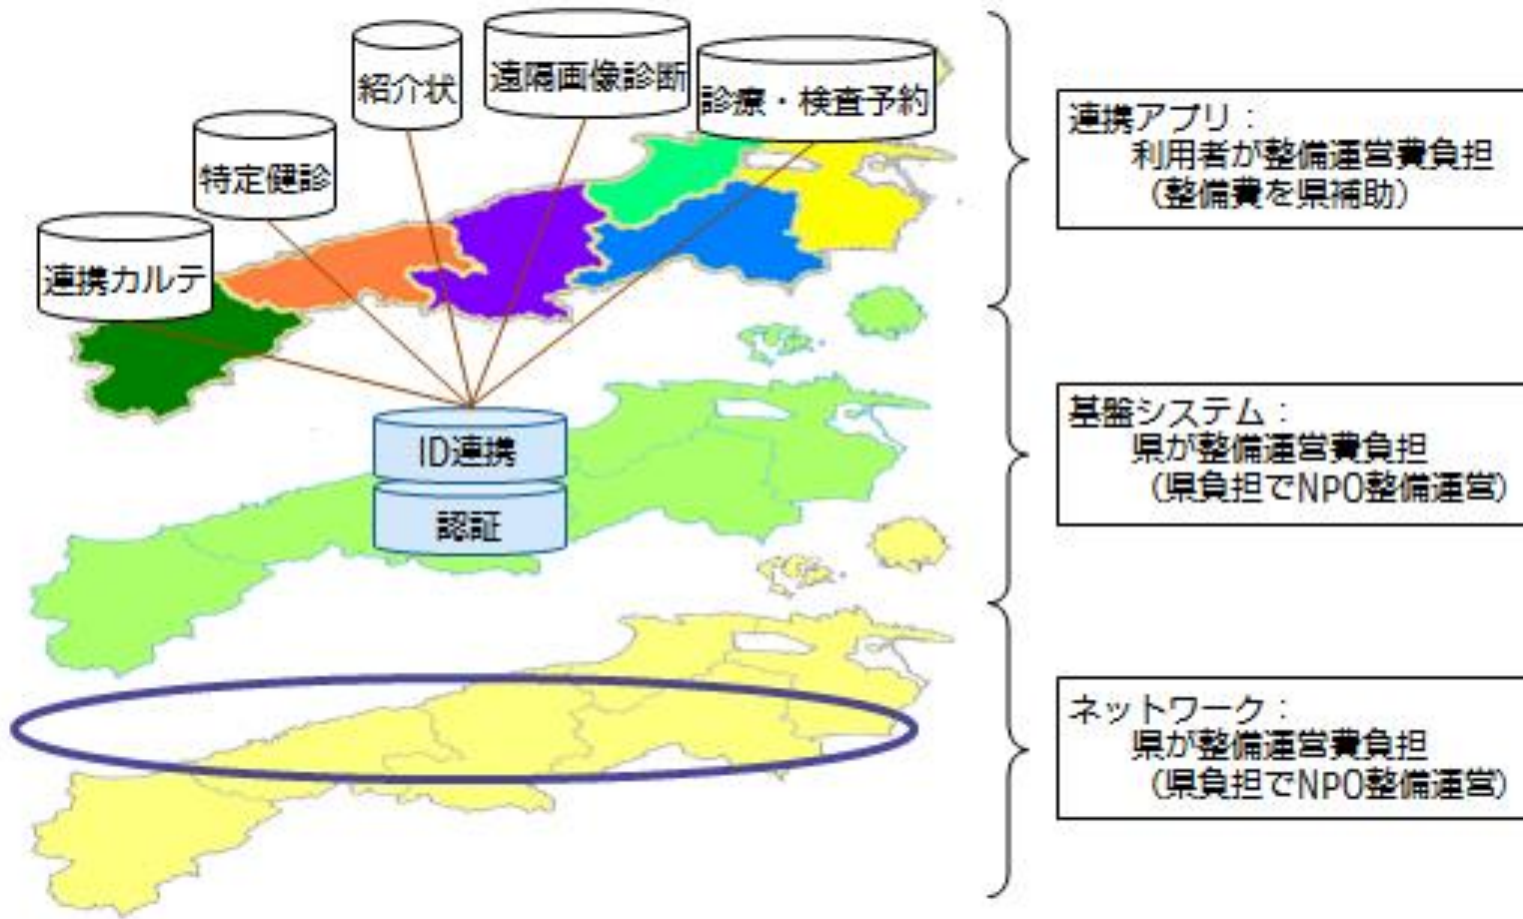 紹介状
遠隔画像診断
診療・検査予約
特定健診
連携カルテ
ID連携
認証
連携アプリ：
利用者が整備運営費負担
（整備費を県補助）
基盤システム：
県が整備運営費負担
（県負担でNPO整備運営）
ネットワーク：
県が整備運営費負担
（県負担でNPO整備運営）